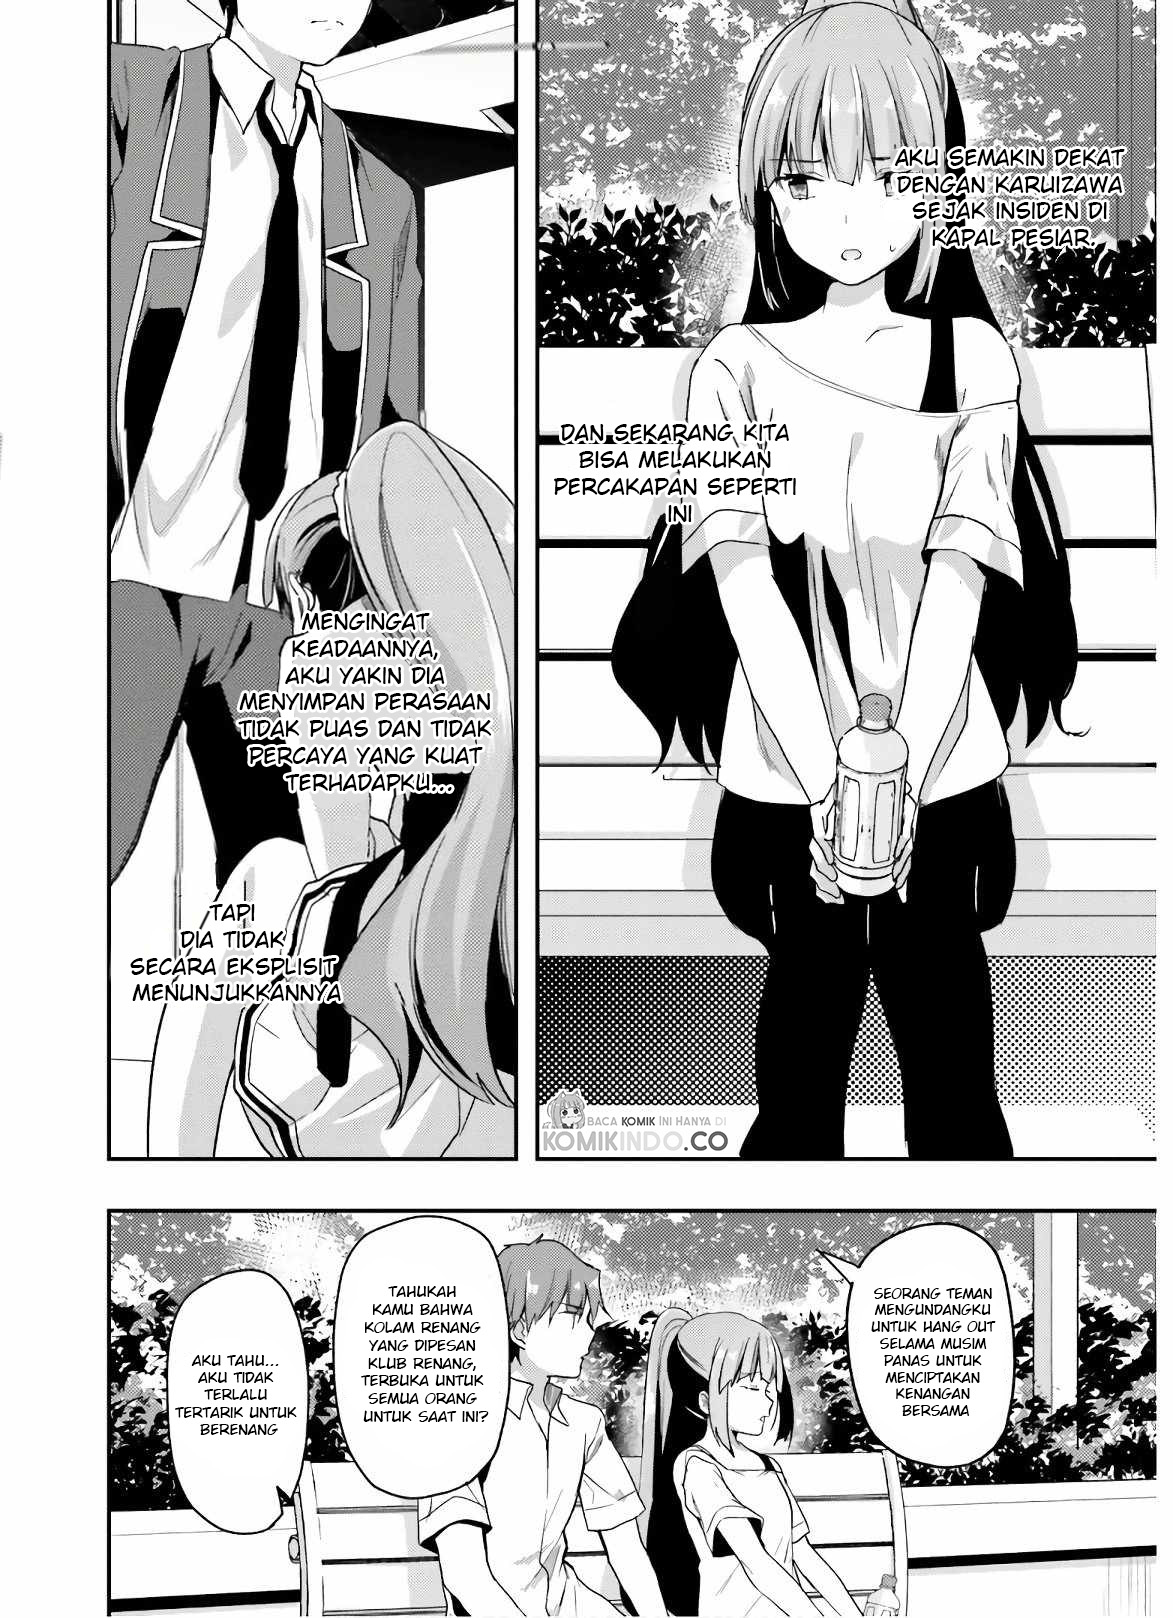 AKU SEMAKIN DEKAT
DENGAN KARUIZAWA
SEJAK INSIDEN DI
KAPAL PESIAR.
DAN SEKARANG KITA
BISA MELAKUKAN
PERCAKAPAN SEPERTI
INI
MENGINGAT
KEADAANNYA,
AKU YAKIN DIA
MENYIMPAN PERASAAN
TIDAK PUAS DAN TIDAK
PERCAYA YANG KUAT
TERHADAPKU...
TAPI
DIA TIDAK
SECARA EKSPLISIT
MENUNJUKKANNYA
BACA KOMIK INI HANYA DI
KOMIKINDO.CO
SEORANG TEMAN
MENGUNDANGKU
UNTUK HANG OUT
SELAMA MUSIM
PANAS UNTUK
MENCIPTAKAN
KENANGAN
BERSAMA
TAHUKAH
KAMU BAHWA
KOLAM RENANG
YANG DIPESAN
KLUB RENANG,
TERBUKA UNTUK
SEMUA ORANG
UNTUK SAAT INI?
AKU TAHU...
AKU TIDAK
TERLALU
TERTARIK UNTUK
BERENANG